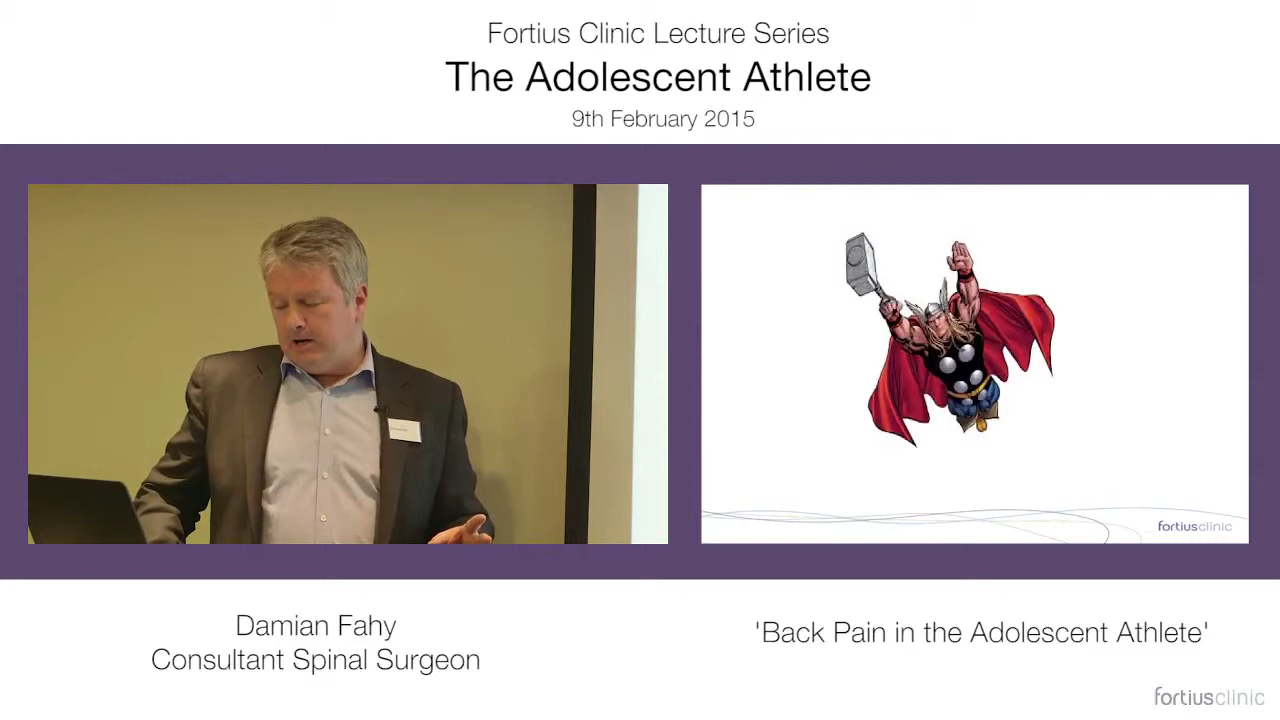 Fortius Clinic Lecture Series
The Adolescent Athlete
9th February 2015
fortiusclinic
Damian Fahy
Consultant Spinal Surgeon
'Back Pain in the Adolescent Athlete'
fortiusclinic